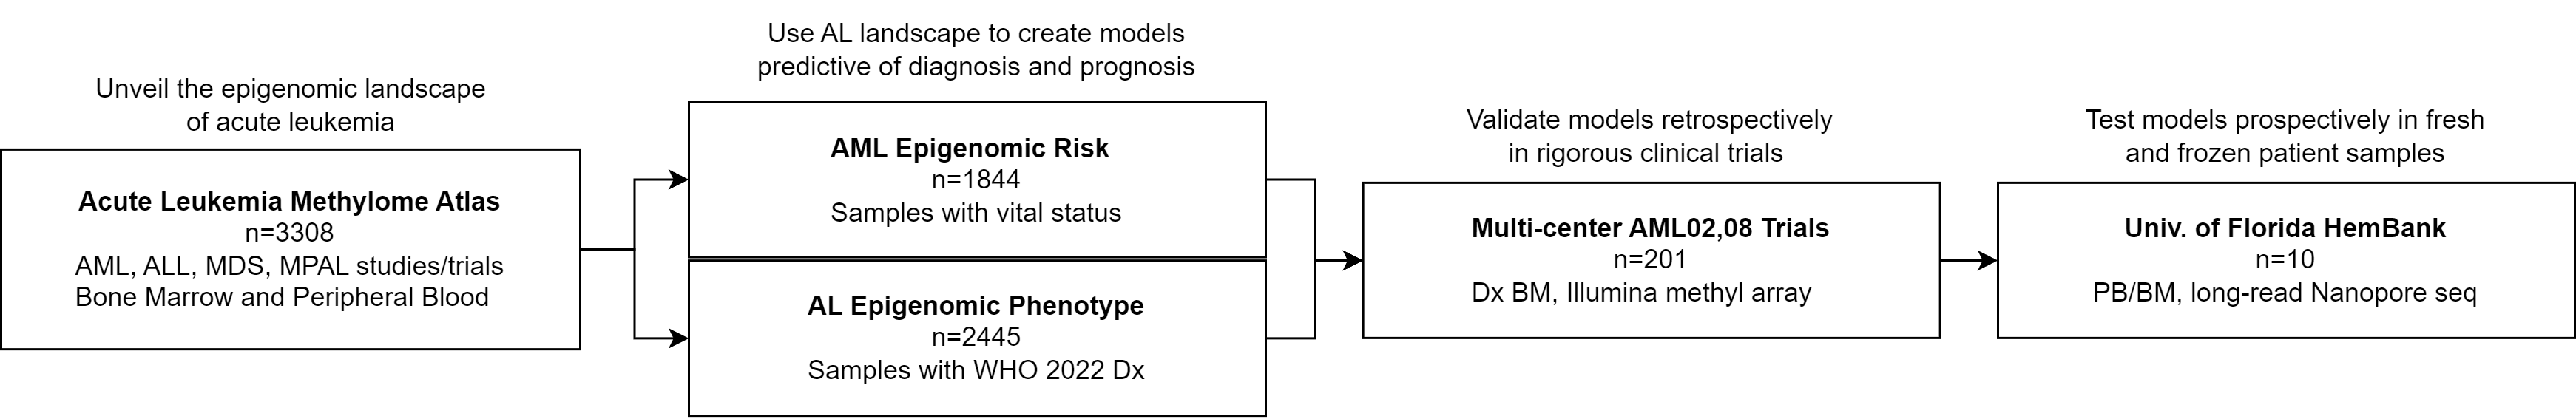 Unveil the epigenomic landscape
of acute leukemia
Acute Leukemia Methylome Atlas
n=3308
AML, ALL, MDS, MPAL studies/trials
Bone Marrow and Peripheral Blood
Use AL landscape to create models
predictive of diagnosis and prognosis
AML Epigenomic Risk
n=1844
Samples with vital status
AL Epigenomic Phenotype
n=2445
Samples with WHO 2022 Dx
Validate models retrospectively
in rigorous clinical trials
Multi-center AML02,08 Trials
n=201
Dx BM, Illumina methyl array
Test models prospectively in fresh
and frozen patient samples
Univ. of Florida HemBank
n=10
PB/BM, long-read Nanopore seq